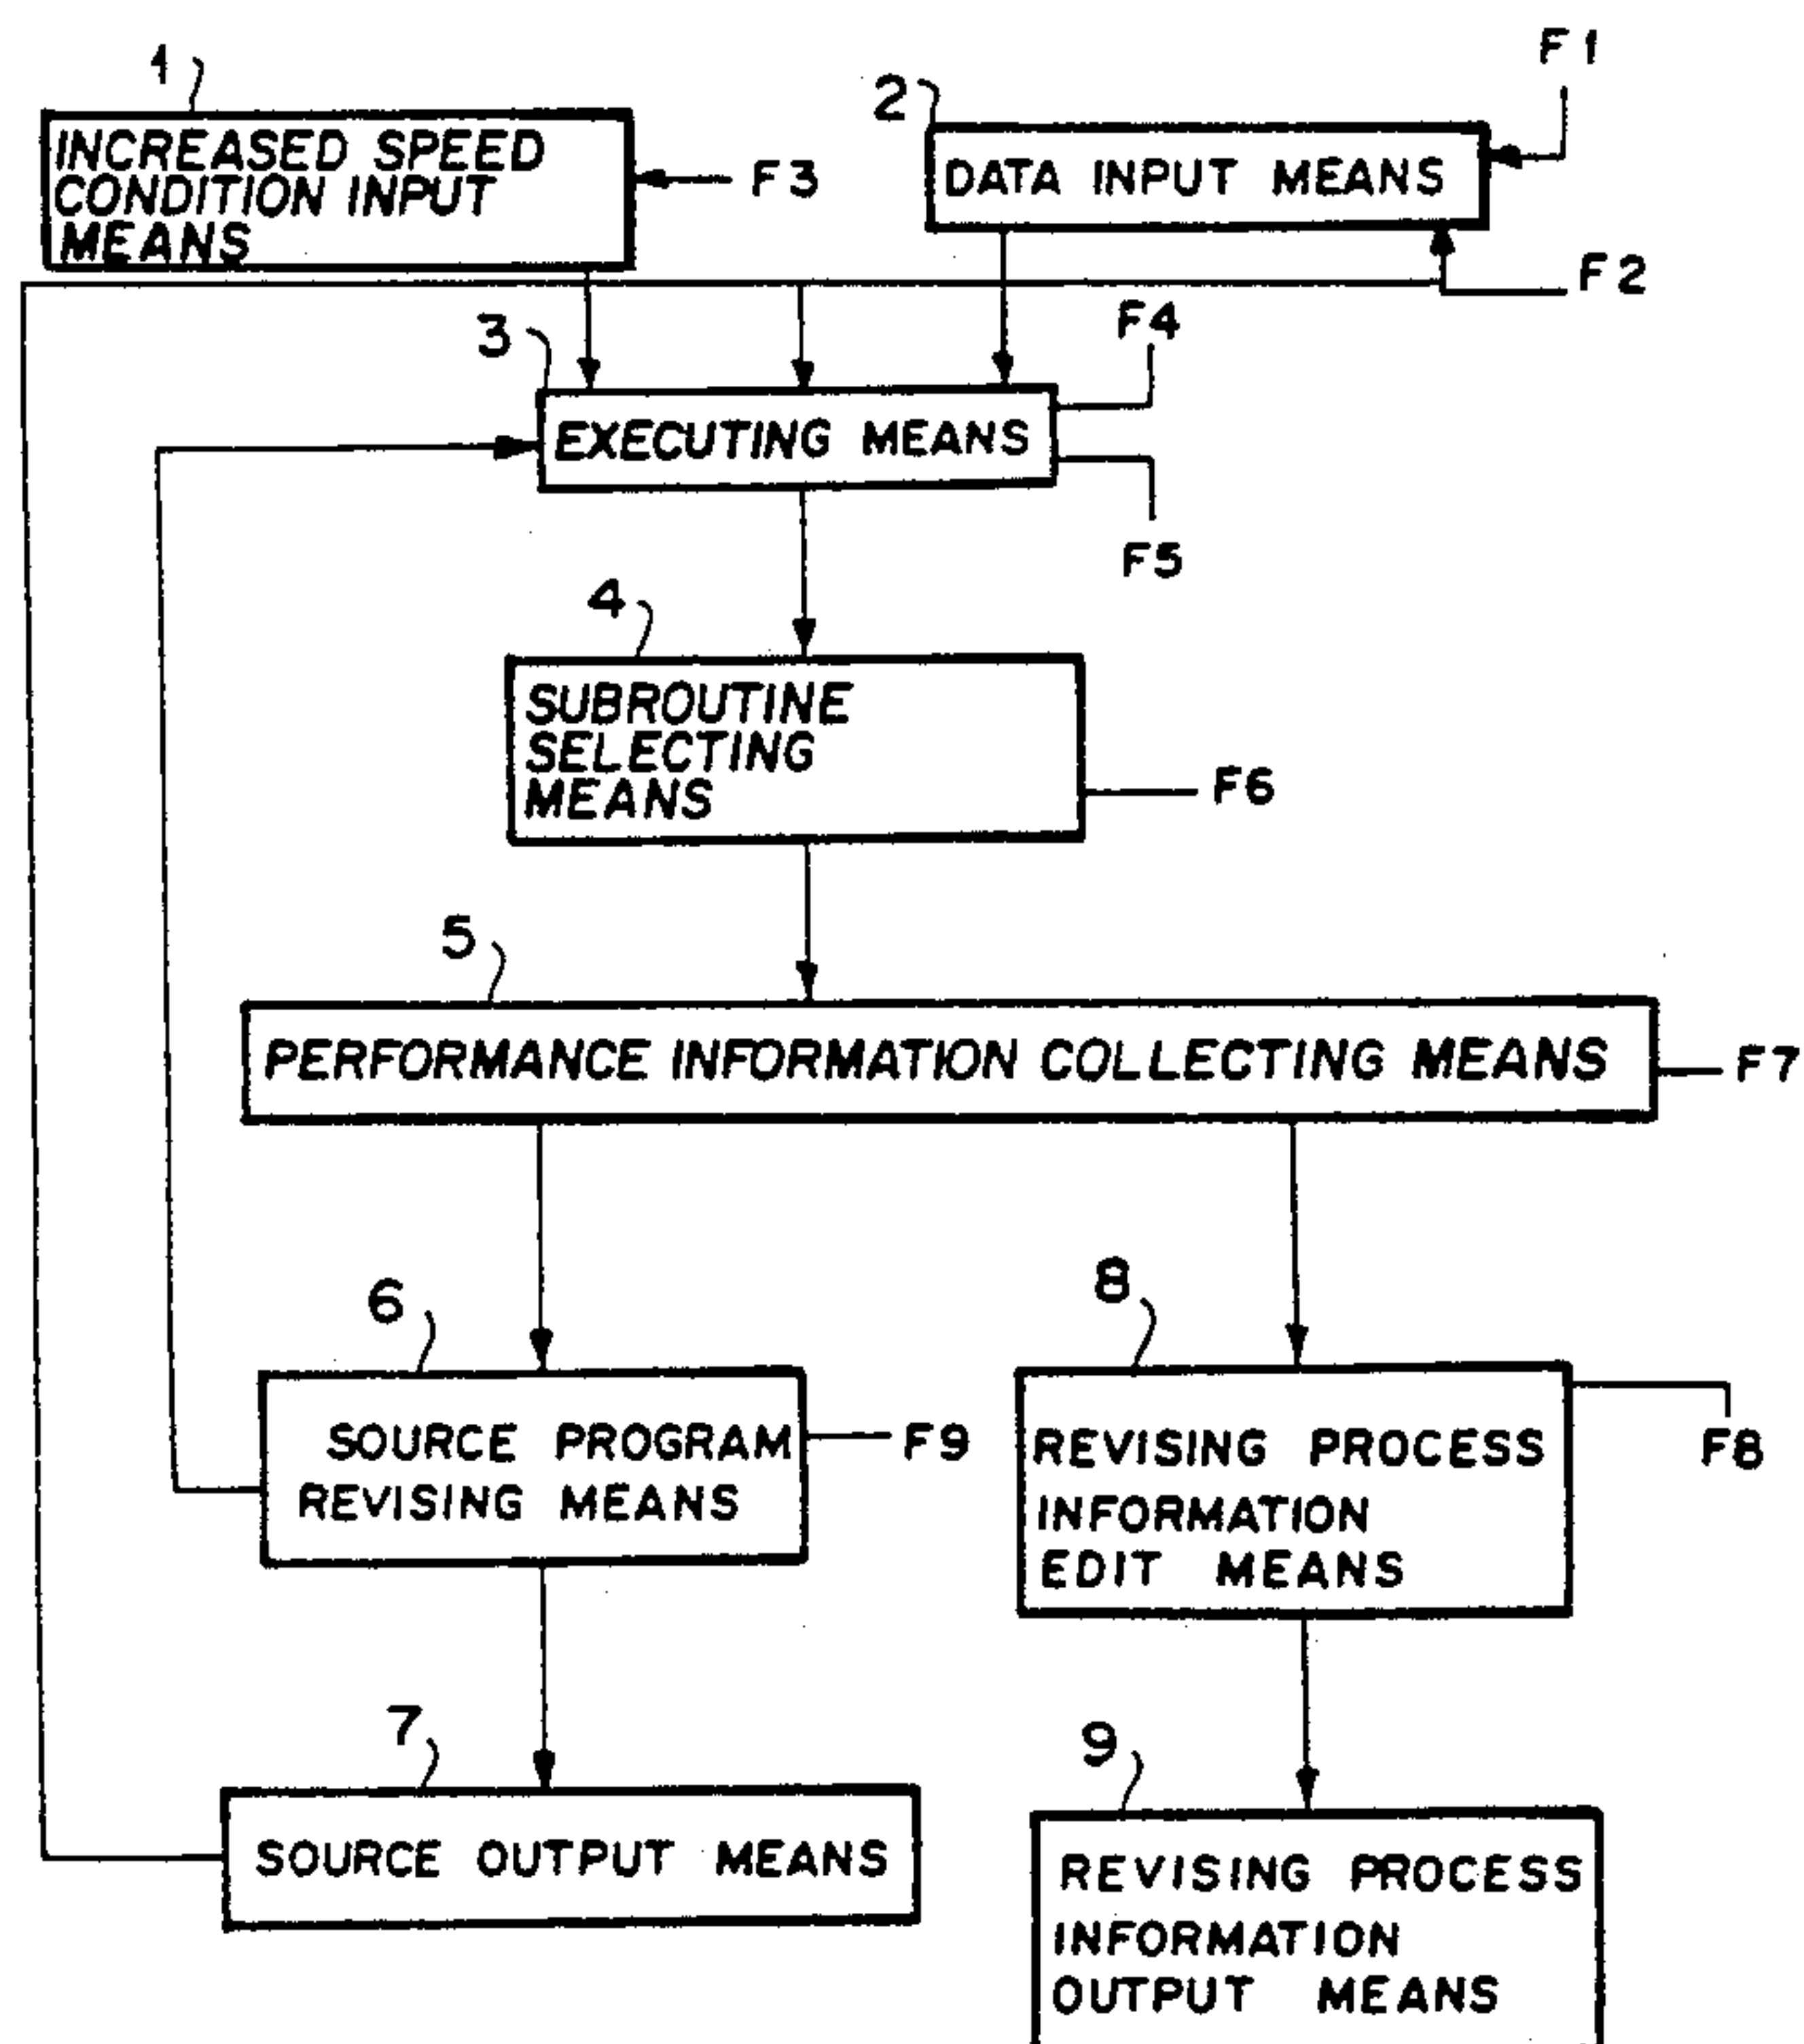 1
INCREASED SPEED
CONDITION INPUT
MEANS
F3
2
DATA INPUT MEANS
F1
F2
3
EXECUTING MEANS
F4
F5
4
SUBROUTINE
SELECTING
MEANS
F6
5
PERFORMANCE INFORMATION COLLECTING MEANS
F7
6
SOURCE PROGRAM
REVISING MEANS
F9
8
REVISING PROCESS
INFORMATION
EDIT MEANS
F8
7
SOURCE OUTPUT MEANS
9
REVISING PROCESS
INFORMATION
OUTPUT MEANS